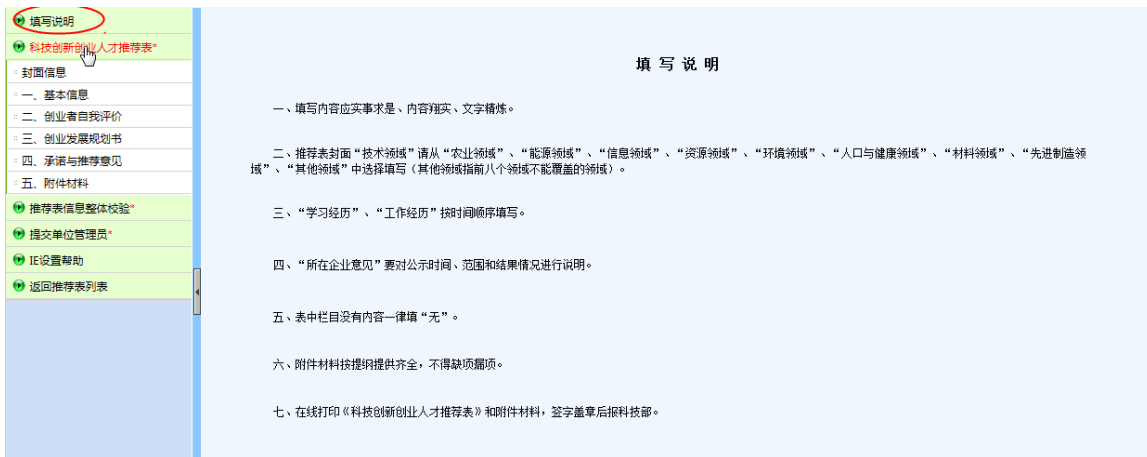 填写说明
科技创新创业人才推荐表*
封面信息
一、基本信息
二、创业者自我评价
三、创业发展规划书
四、承诺与推荐意见
五、附件材料
推荐表信息整体校验*
提交单位管理员*
IE设置帮助
返回推荐表列表
填 写 说 明
一、填写内容应实事求是、内容翔实、文字精炼。
二、推荐表封面“技术领域”请从“农业领域”、“能源领域”、“信息领域”、“资源领域”、“环境领域”、“人口与健康领域”、“材料领域”、“先进制造领
域”、“其他领域”中选择填写（其他领域指前八个领域不能覆盖的领域）。
三、“学习经历”、“工作经历”按时间顺序填写。
四、“所在企业意见”要对公示时间、范围和结果情况进行说明。
五、表中栏目没有内容一律填“无”。
六、附件材料按提纲提供齐全，不得缺项漏项。
七、在线打印《科技创新创业人才推荐表》和附件材料，签字盖章后报科技部。